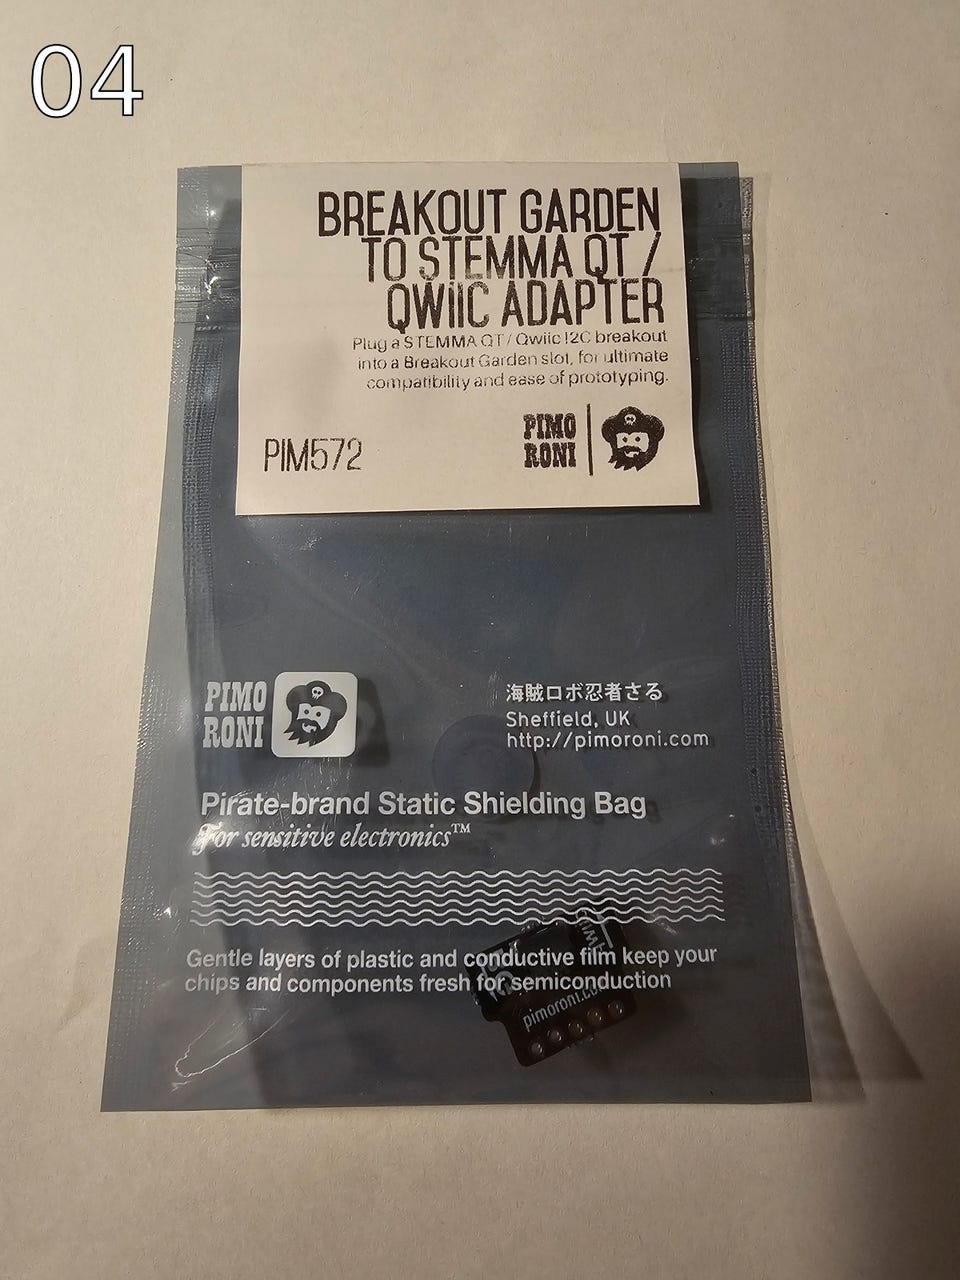 04
BREAKOUT GARDEN
TO STEMMA QT /
QWIIC ADAPTER
Plug a STEMMA QT / Qwiic I2C breakout
into a Breakout Garden slot, for ultimate
compatibility and ease of prototyping.
PIM572
PIMO
RONI
PIMO
RONI
海賊ロボ忍者さる
Sheffield, UK
http://pimoroni.com
Pirate-brand Static Shielding Bag
For sensitive electronics™
Gentle layers of plastic and conductive film keep your
chips and components fresh for semiconduction
pimoroni.co